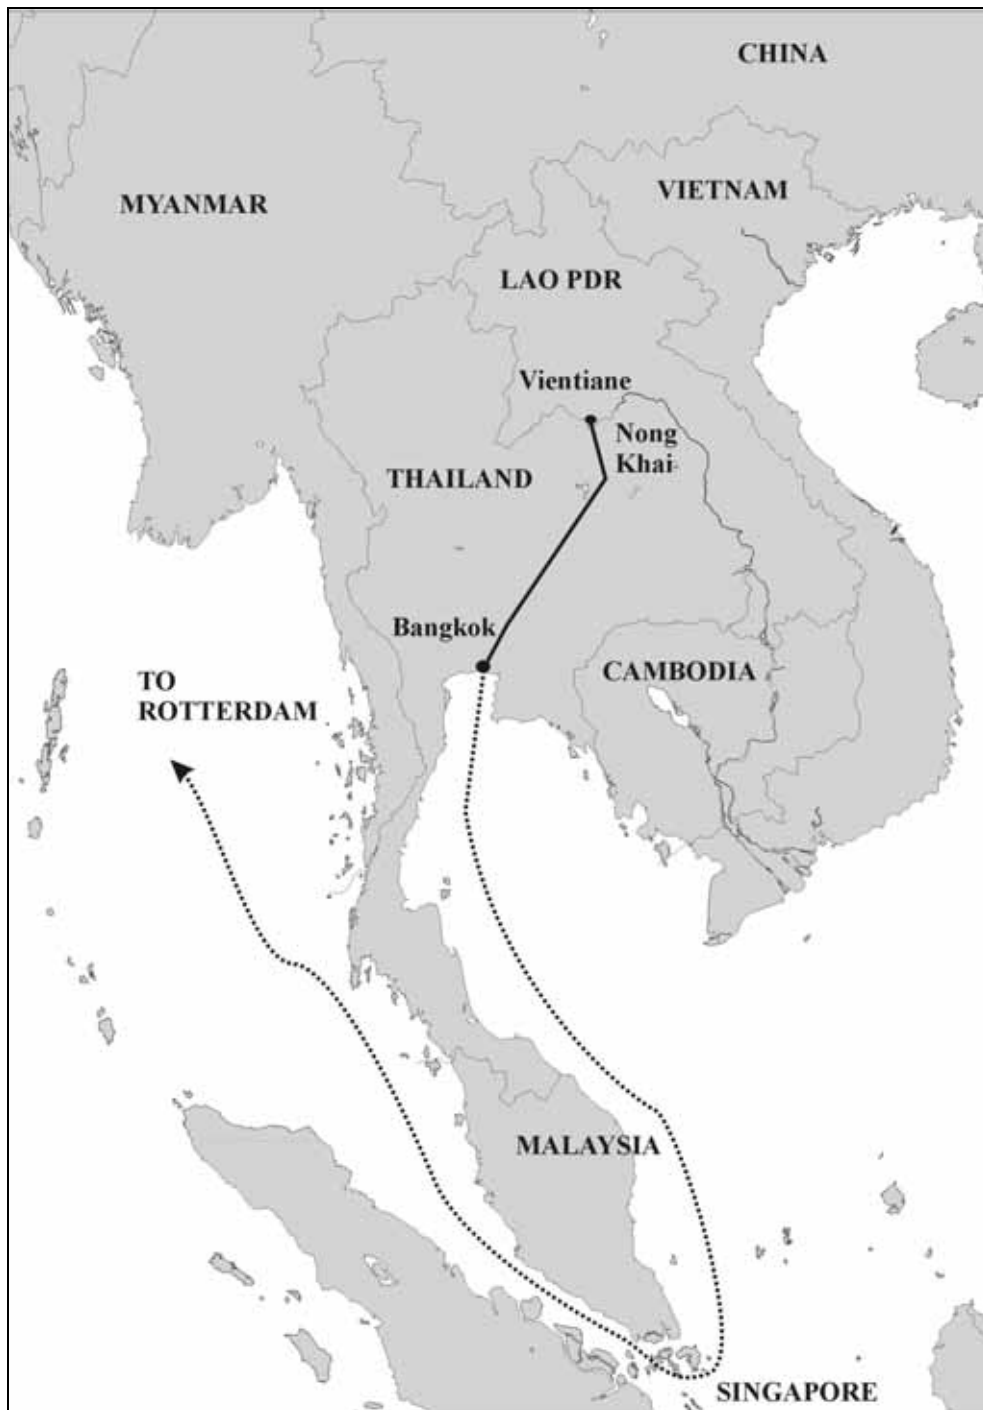 CHINA
VIETNAM
MYANMAR
LAO PDR
Vientiane
Nong
Khai
THAILAND
Bangkok
CAMBODIA
TO
ROTTERDAM
MALAYSIA
SINGAPORE